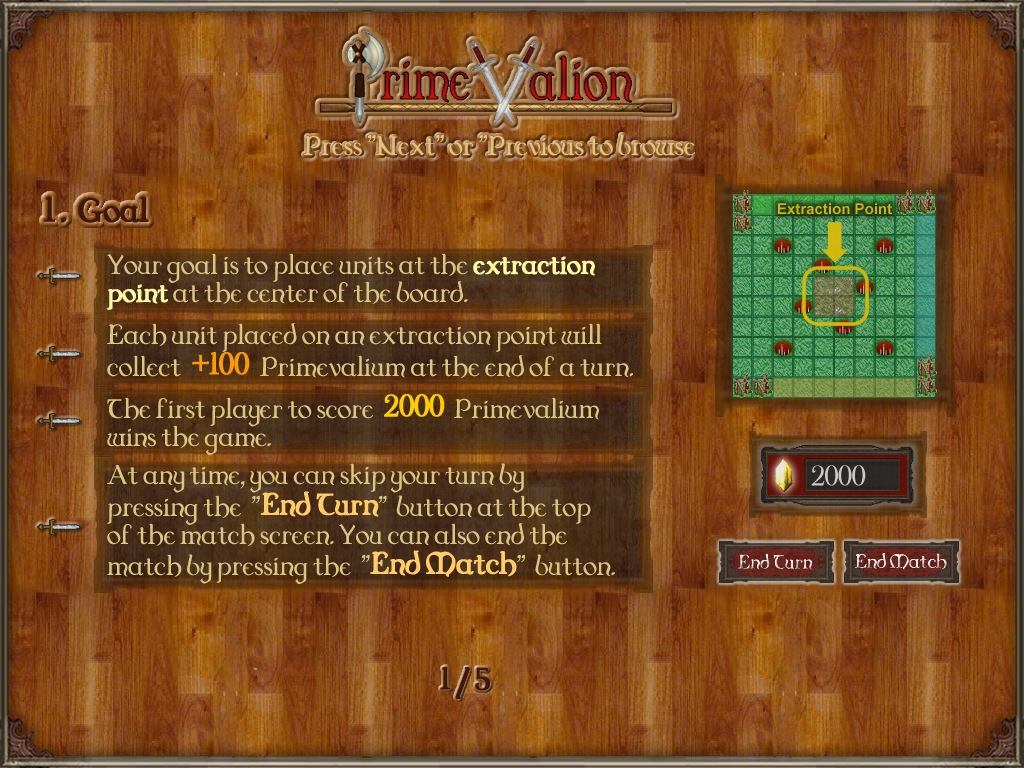 PrimeValion
Press "Next" or "Previous to browse
1. Goal
Your goal is to place units at the extraction
point at the center of the board.
Each unit placed on an extraction point will
collect +100 Primevalium at the end of a turn.
The first player to score 2000 Primevalium
wins the game.
At any time, you can skip your turn by
pressing the "End Turn" button at the top
of the match screen. You can also end the
match by pressing the "End Match" button.
Extraction Point
2000
End Turn
End Match
1/5